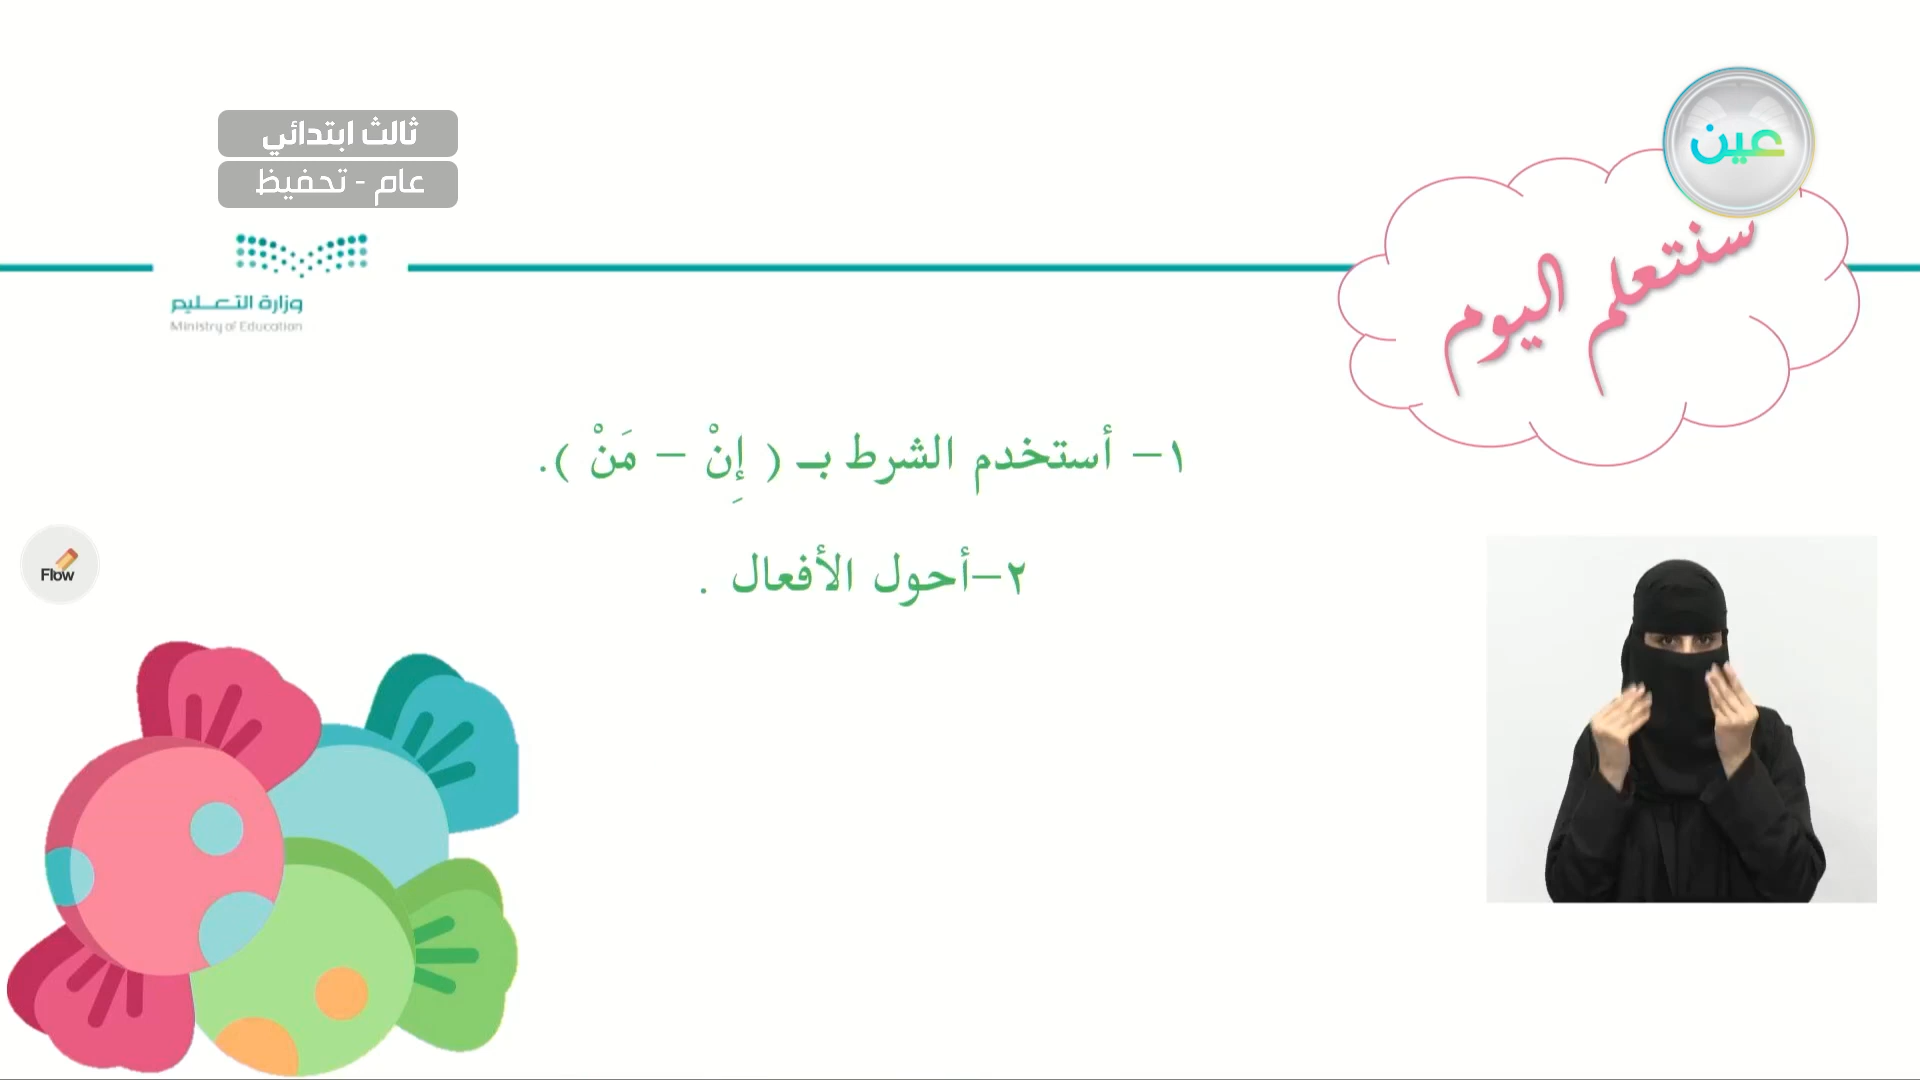 عين
ثالث ابتدائي
عام - تحفيظ
وزارة التعليم
Ministry of Education
سنتعلم اليوم
١- أستخدم الشرط بـ ( إِنْ - مَنْ ).
٢-أحول الأفعال .
Flow